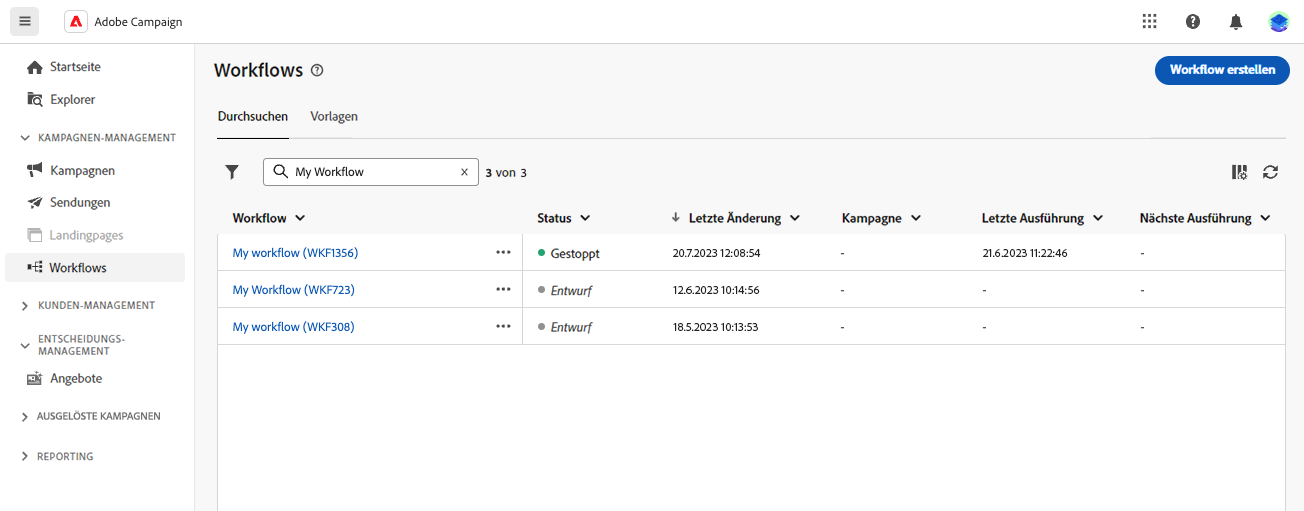 Adobe Campaign
Startseite
Explorer
KAMPAGNEN-MANAGEMENT
Kampagnen
Sendungen
Landingpages
Workflows
KUNDEN-MANAGEMENT
ENTSCHEIDUNGS-
MANAGEMENT
Angebote
AUSGELÖSTE KAMPAGNEN
REPORTING
Workflows
Workflow erstellen
Durchsuchen Vorlagen
My Workflow 3 von 3
Workflow Status Letzte Änderung Kampagne Letzte Ausführung Nächste Ausführung
My workflow (WKF1356) Gestoppt 20.7.2023 12:08:54 - 21.6.2023 11:22:46 -
My Workflow (WKF723) Entwurf 12.6.2023 10:14:56 - - -
My workflow (WKF308) Entwurf 18.5.2023 10:13:53 - - -